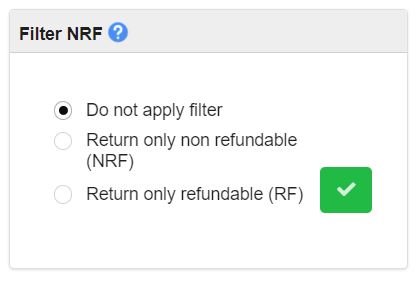 Filter NRF ?
Do not apply filter
Return only non refundable
(NRF)
Return only refundable (RF)